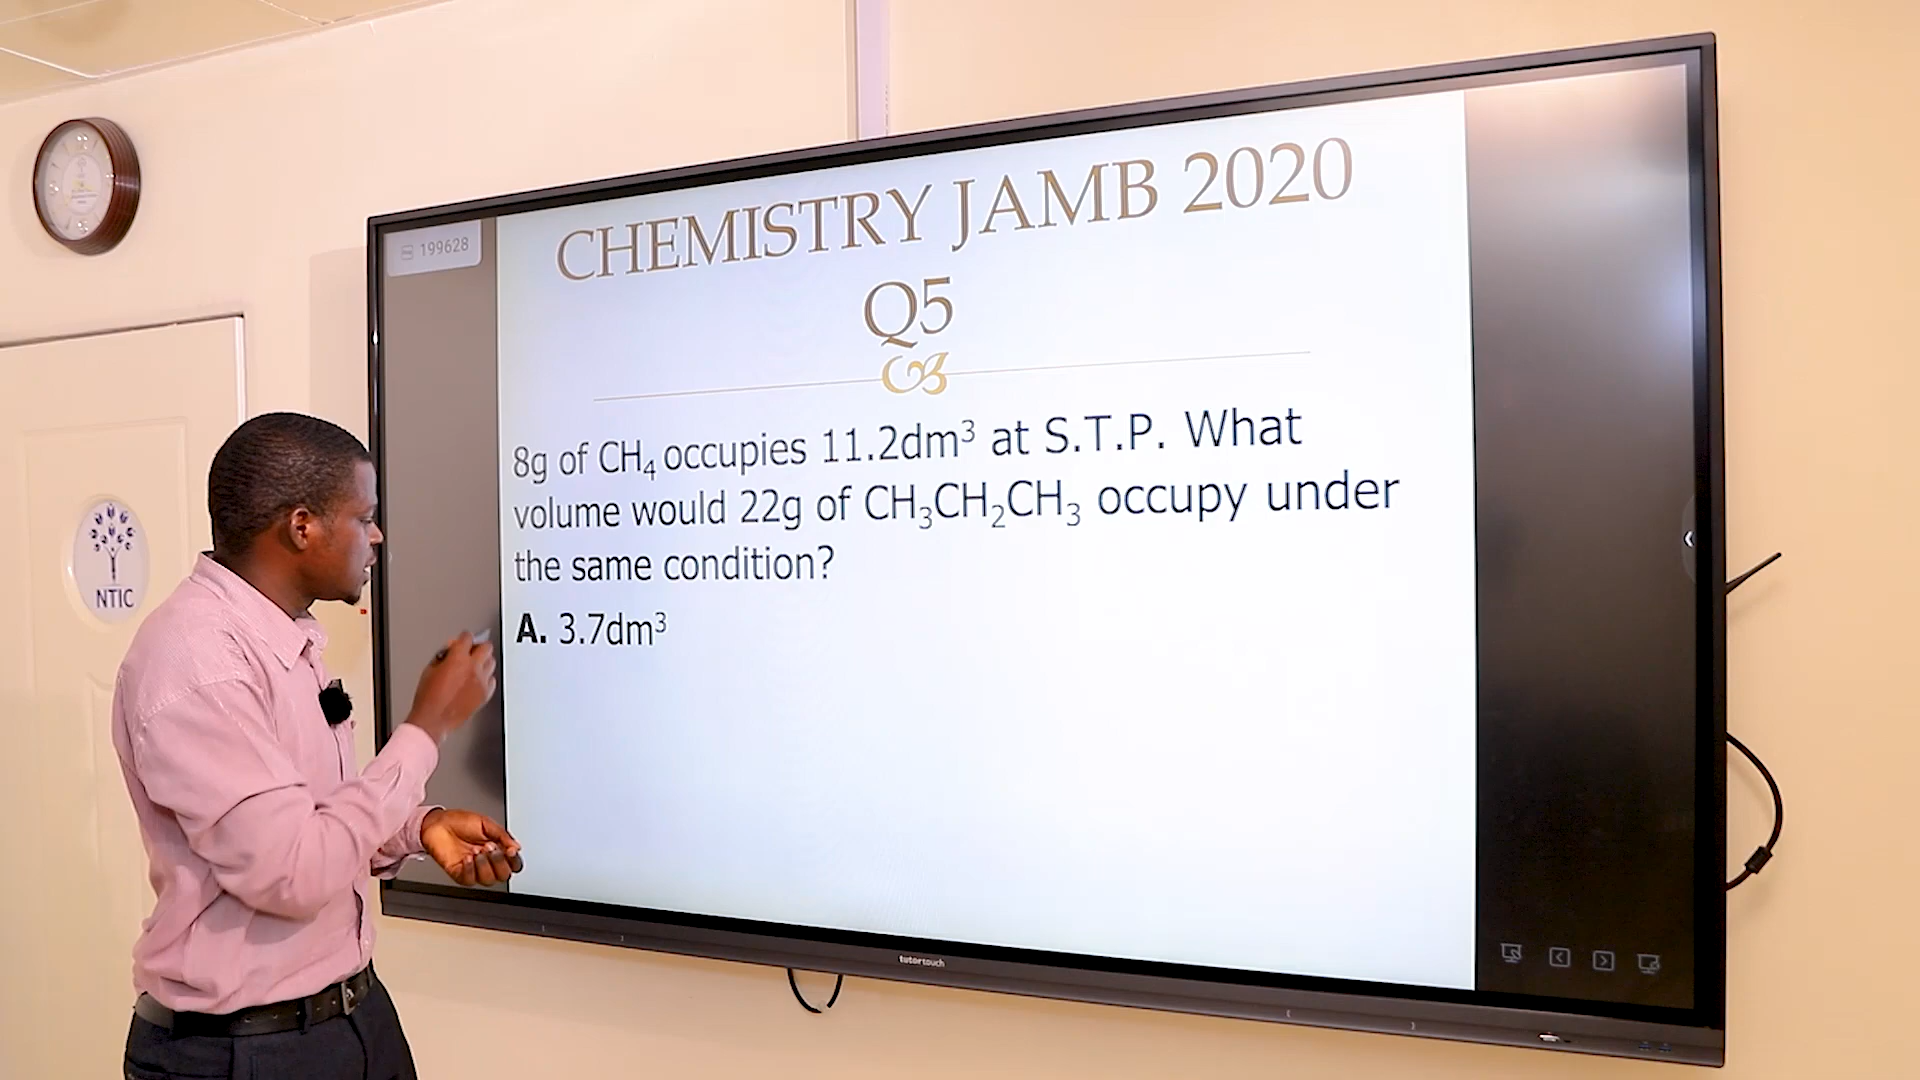 199628
CHEMISTRY JAMB 2020
Q5
8g of CH₄ occupies 11.2dm³ at S.T.P. What
volume would 22g of CH₃CH₂CH₃ occupy under
the same condition?
A. 3.7dm³
NTIC
tutortouch